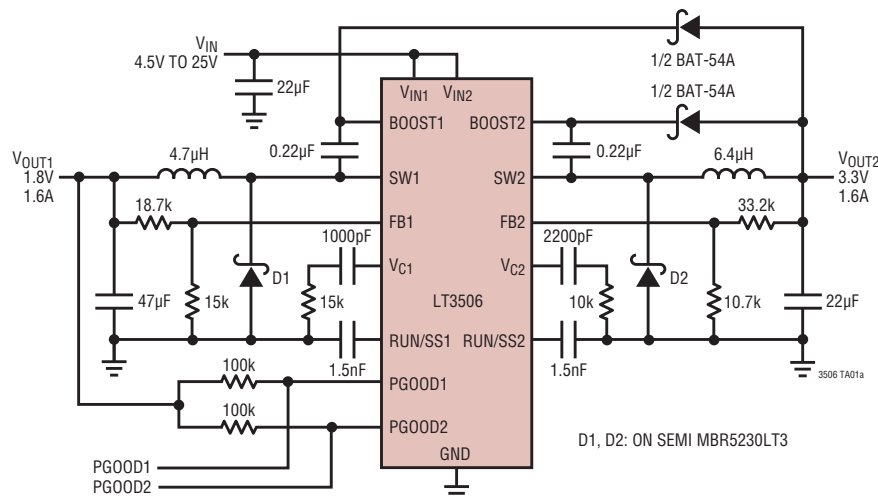 VIN
4.5V TO 25V
22µF
1/2 BAT-54A
1/2 BAT-54A
VIN1 VIN2
BOOST1 BOOST2
0.22µF 0.22µF
VOUT1
1.8V
1.6A
4.7µH
SW1 SW2
6.4µH
VOUT2
3.3V
1.6A
18.7k
FB1 FB2
33.2k
1000pF 2200pF
D1
VC1 VC2
D2
47µF
15k
15k
LT3506
10k
10.7k
22µF
RUN/SS1 RUN/SS2
1.5nF 1.5nF
100k
PGOOD1
100k
PGOOD2
3506 TA01a
D1, D2: ON SEMI MBR5230LT3
GND
PGOOD1
PGOOD2